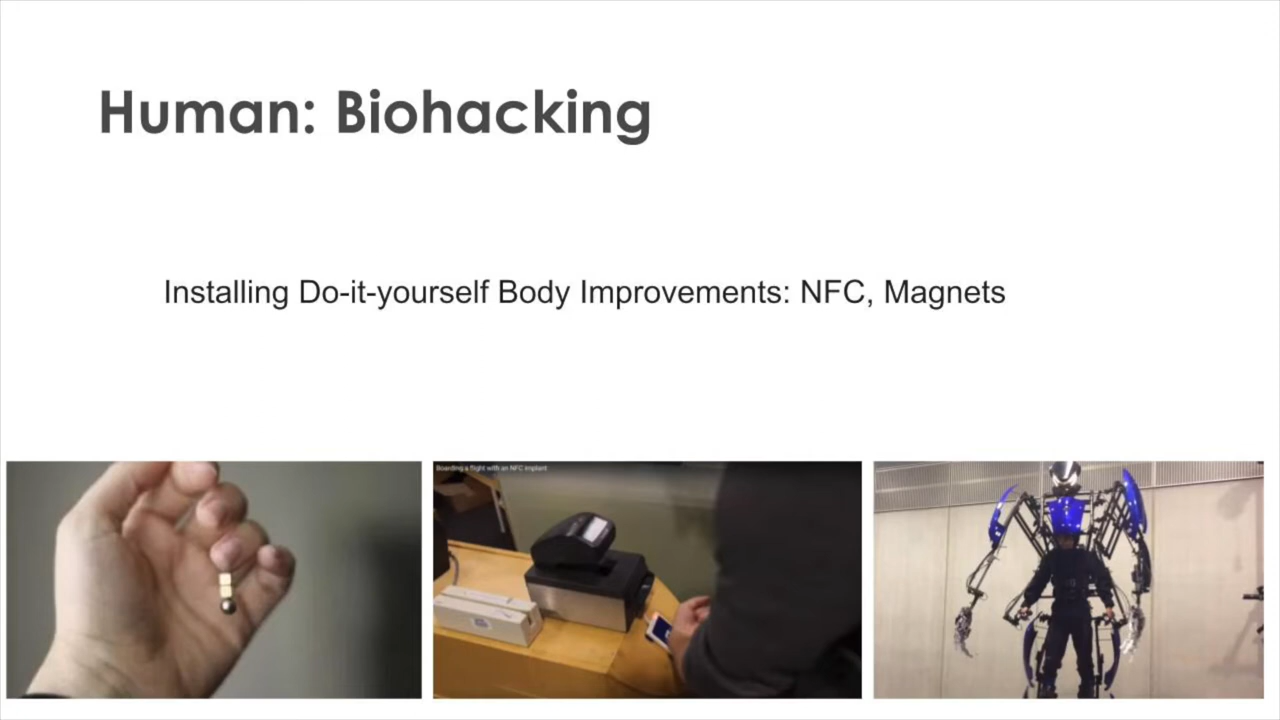 Human: Biohacking
Installing Do-it-yourself Body Improvements: NFC, Magnets
Boarding a flight with an NFC implant